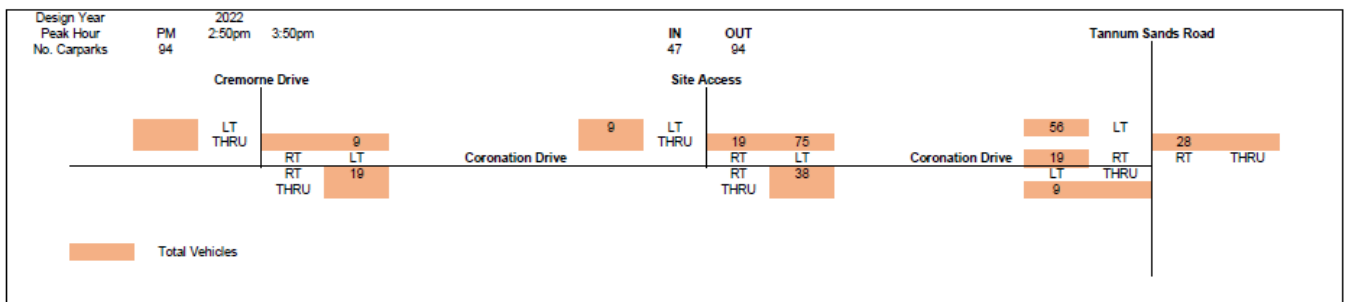 Design Year 2022
Peak Hour PM 2:50pm 3:50pm IN OUT Tannum Sands Road
No. Carparks 94 47 94
Cremorne Drive Site Access
LT 9 LT 56 LT
THRU 9 THRU 19 75 28
RT LT Coronation Drive RT LT Coronation Drive 19 RT RT THRU
RT 19 RT 38 LT THRU
THRU THRU 9
Total Vehicles